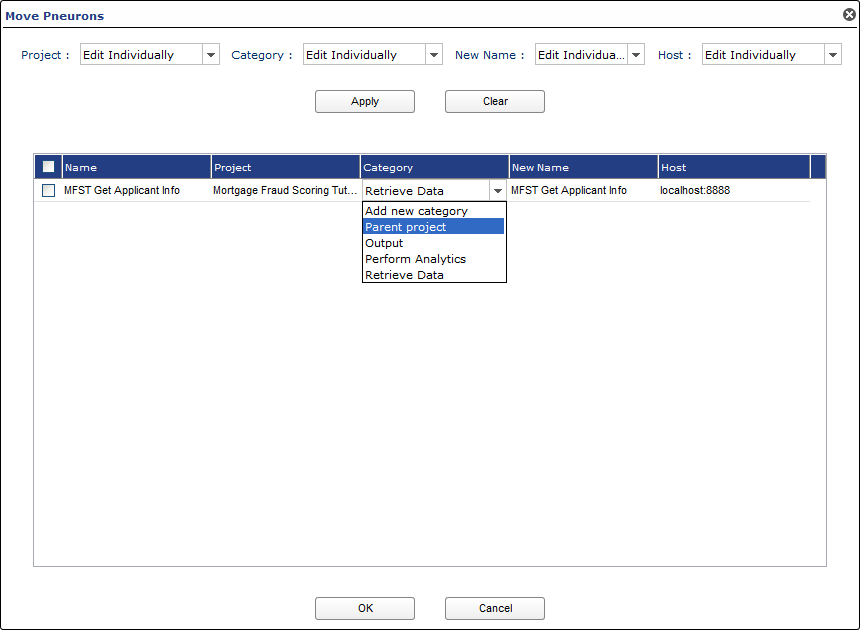 Move Pneurons
Project : Edit Individually Category : Edit Individually New Name : Edit Individua... Host : Edit Individually
Apply Clear
Name Project Category New Name Host
MFST Get Applicant Info Mortgage Fraud Scoring Tut... Retrieve Data MFST Get Applicant Info localhost:8888
Add new category
Parent project
Output
Perform Analytics
Retrieve Data
OK Cancel